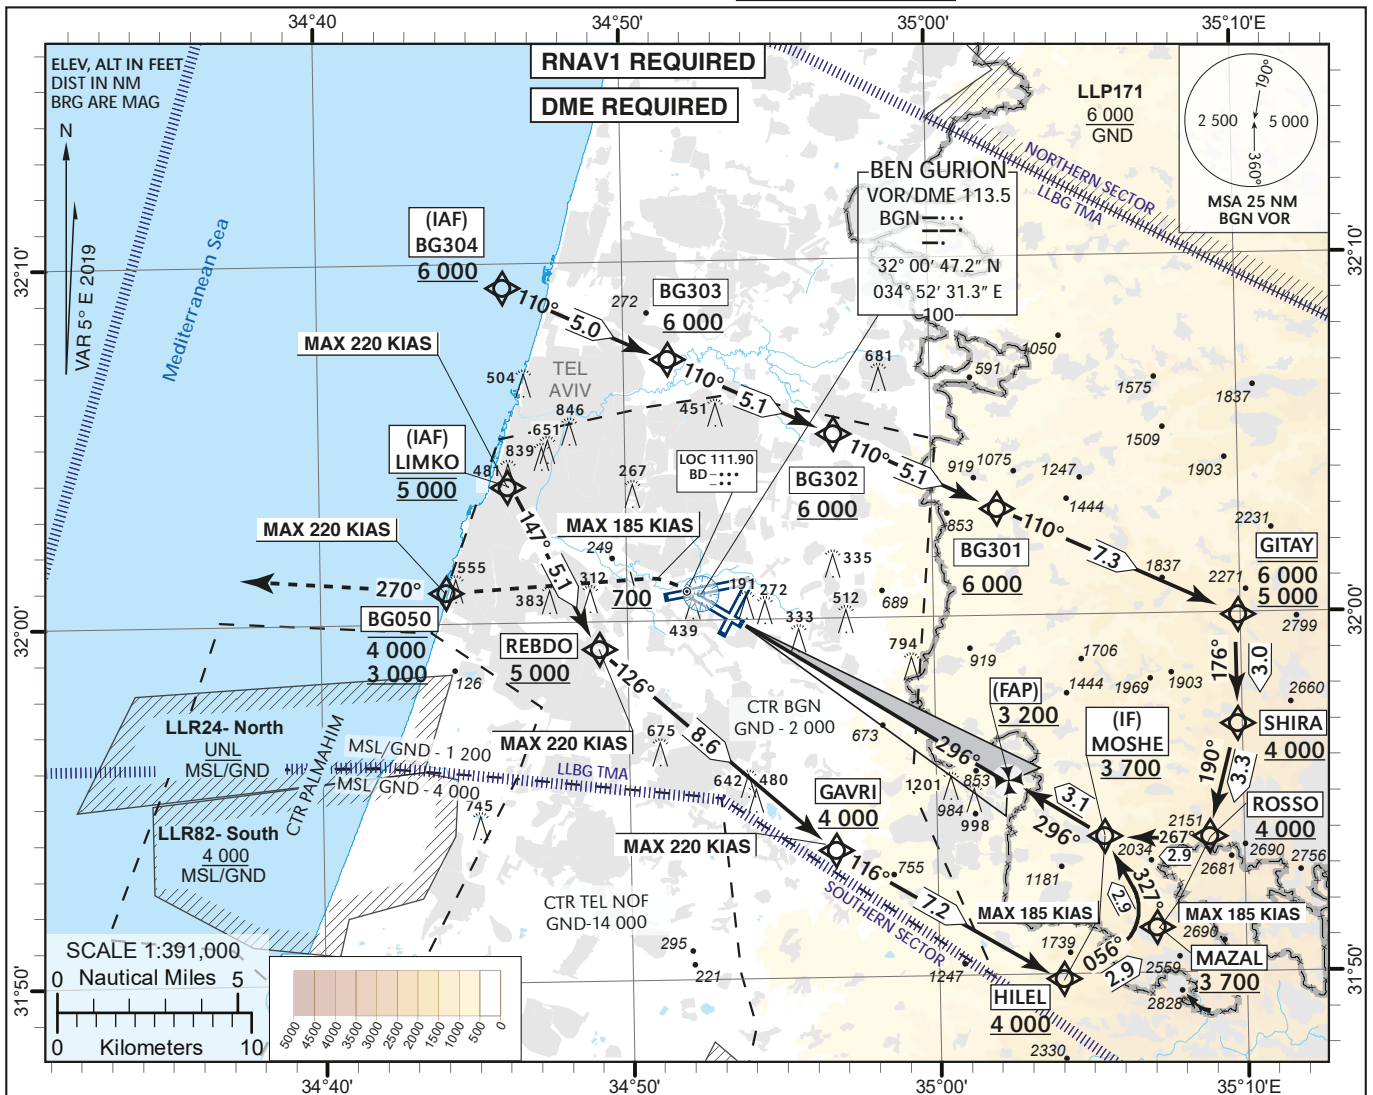 34°40'
34°50'
35°00'
35°10'E
ELEV, ALT IN FEET
DIST IN NM
BRG ARE MAG
N
VAR 5° E 2019
RNAV1 REQUIRED
DME REQUIRED
LLP171
6 000
GND
190°
2 500
5 000
360°
MSA 25 NM
BGN VOR
NORTHERN SECTOR
LLBG TMA
BEN GURION
VOR/DME 113.5
BGN
32° 00' 47.2" N
034° 52' 31.3" E
100
Mediterranean Sea
32°10'
32°10'
(IAF)
BG304
6 000
110°
5.0
272
BG303
6 000
MAX 220 KIAS
504
TEL
AVIV
846
651
839
481
110°
5.1
451
681
591
1050
1575
1837
1509
1903
(IAF)
LIMKO
5 000
267
LOC 111.90
BD
BG302
6 000
110°
5.1
919
1075
1247
1444
853
MAX 220 KIAS
147°
5.1
MAX 185 KIAS
249
BG301
6 000
110°
7.3
2231
GITAY
6 000
5 000
1837
2271
2799
270°
555
383
312
700
191
272
335
512
333
439
689
32°00'
32°00'
BG050
4 000
3 000
REBDO
5 000
126°
794
919
1706
1444
1969
1903
176°
3.0
2660
(FAP)
3 200
(IF)
MOSHE
3 700
SHIRA
4 000
126
LLR24- North
UNL
MSL/GND
CTR PALMAHIM
MSL/GND - 1 200
MSL/GND - 4 000
LLBG TMA
MAX 220 KIAS
675
8.6
CTR BGN
GND - 2 000
673
296°
190°
3.3
642
480
GAVRI
4 000
1201
853
984
998
3.1
296°
ROSSO
4 000
2151
267°
2.9
2034
2681
2690
2756
745
LLR82- South
4 000
MSL/GND
MAX 220 KIAS
116°
755
7.2
SOUTHERN SECTOR
1181
327°
2.9
CTR TEL NOF
GND-14 000
MAX 185 KIAS
MAX 185 KIAS
2690
295
221
1247
1739
056°
2.9
2559
MAZAL
3 700
2828
HILEL
4 000
2330
SCALE 1:391,000
0 Nautical Miles 5
0 Kilometers 10
31°50'
31°50'
5000
4500
4000
3500
3000
2500
2000
1500
1000
500
0
34°40'
34°50'
35°00'
35°10'E